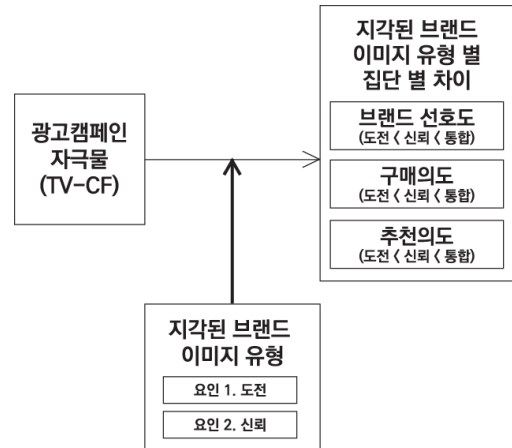 광고캠페인
자극물
(TV-CF)
지각된 브랜드
이미지 유형 별
집단 별 차이
브랜드 선호도
(도전 < 신뢰 < 통합)
구매의도
(도전 < 신뢰 < 통합)
추천의도
(도전 < 신뢰 < 통합)
지각된 브랜드
이미지 유형
요인 1. 도전
요인 2. 신뢰